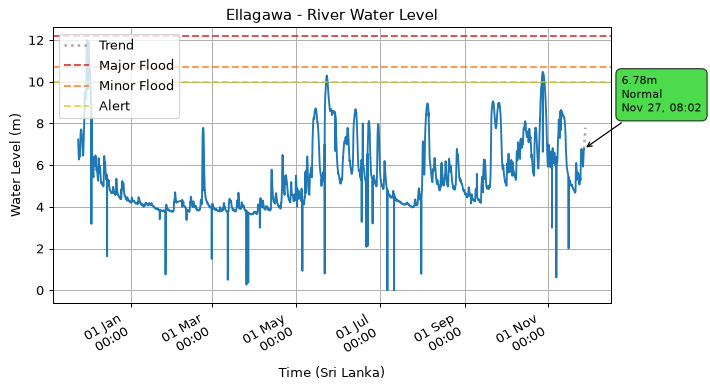 Ellagawa - River Water Level
12
10
8
6
4
2
0
Water Level (m)
Trend
Major Flood
Minor Flood
Alert
6.78m
Normal
Nov 27, 08:02
01 Jan
00:00
01 Mar
00:00
01 May
00:00
01 Jul
00:00
01 Sep
00:00
01 Nov
00:00
Time (Sri Lanka)